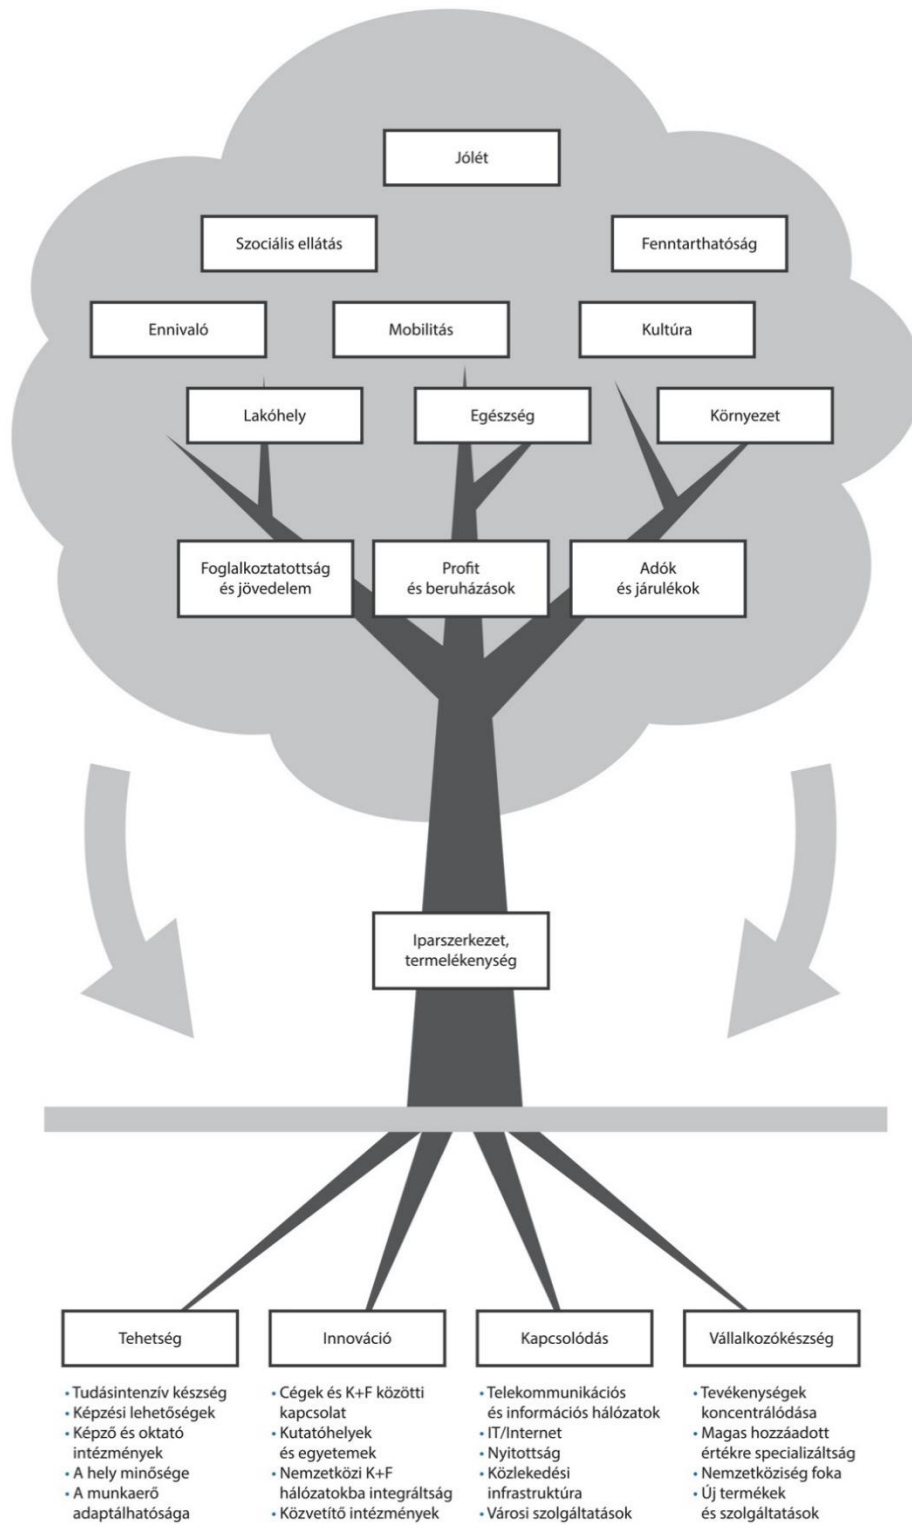 Jólét
Szociális ellátás
Fenntarthatóság
Ennivaló
Mobilitás
Kultúra
Lakóhely
Egészség
Környezet
Foglalkoztatottság
és jövedelem
Profit
és beruházások
Adók
és járulékok
Iparszerkezet,
termelékenység
Tehetség
• Tudásintenzív készség
• Képzési lehetőségek
• Képző és oktató
intézmények
• A hely minősége
• A munkaerő
adaptálhatósága
Innováció
• Cégek és K+F közötti
kapcsolat
• Kutatóhelyek
és egyetemek
• Nemzetközi K+F
hálózatokba integráltság
• Közvetítő intézmények
Kapcsolódás
• Telekommunikációs
és információs hálózatok
• IT/Internet
• Nyitottság
• Közlekedési
infrastruktúra
• Városi szolgáltatások
Vállalkozókészség
• Tevékenységek
koncentrálódása
• Magas hozzáadott
értékre specializáltság
• Nemzetköziség foka
• Új termékek
és szolgáltatások